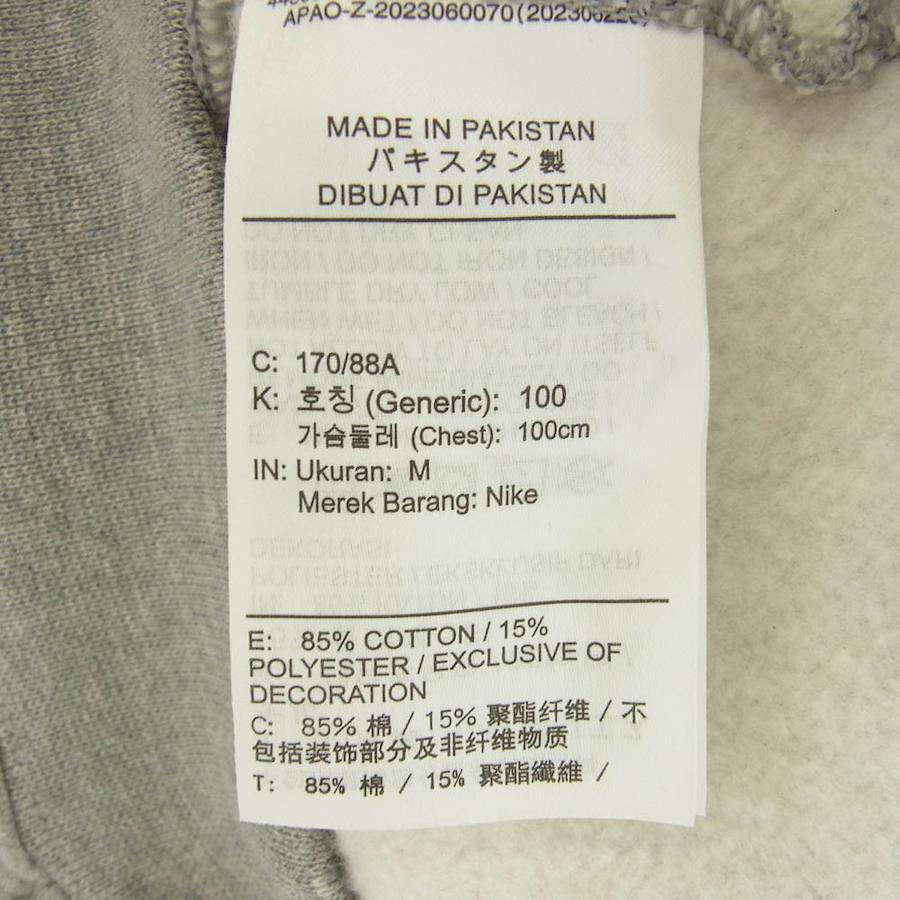 APAO-Z-2023060070
MADE IN PAKISTAN
パキスタン製
DIBUAT DI PAKISTAN
C: 170/88A
K: 호칭 (Generic): 100
가슴둘레 (Chest): 100cm
IN: Ukuran: M
Merek Barang: Nike
E: 85% COTTON / 15%
POLYESTER / EXCLUSIVE OF
DECORATION
C: 85% 棉 / 15% 聚酯纤维 / 不
包括装饰部分及非纤维物质
T: 85% 棉 / 15% 聚酯纖維 /